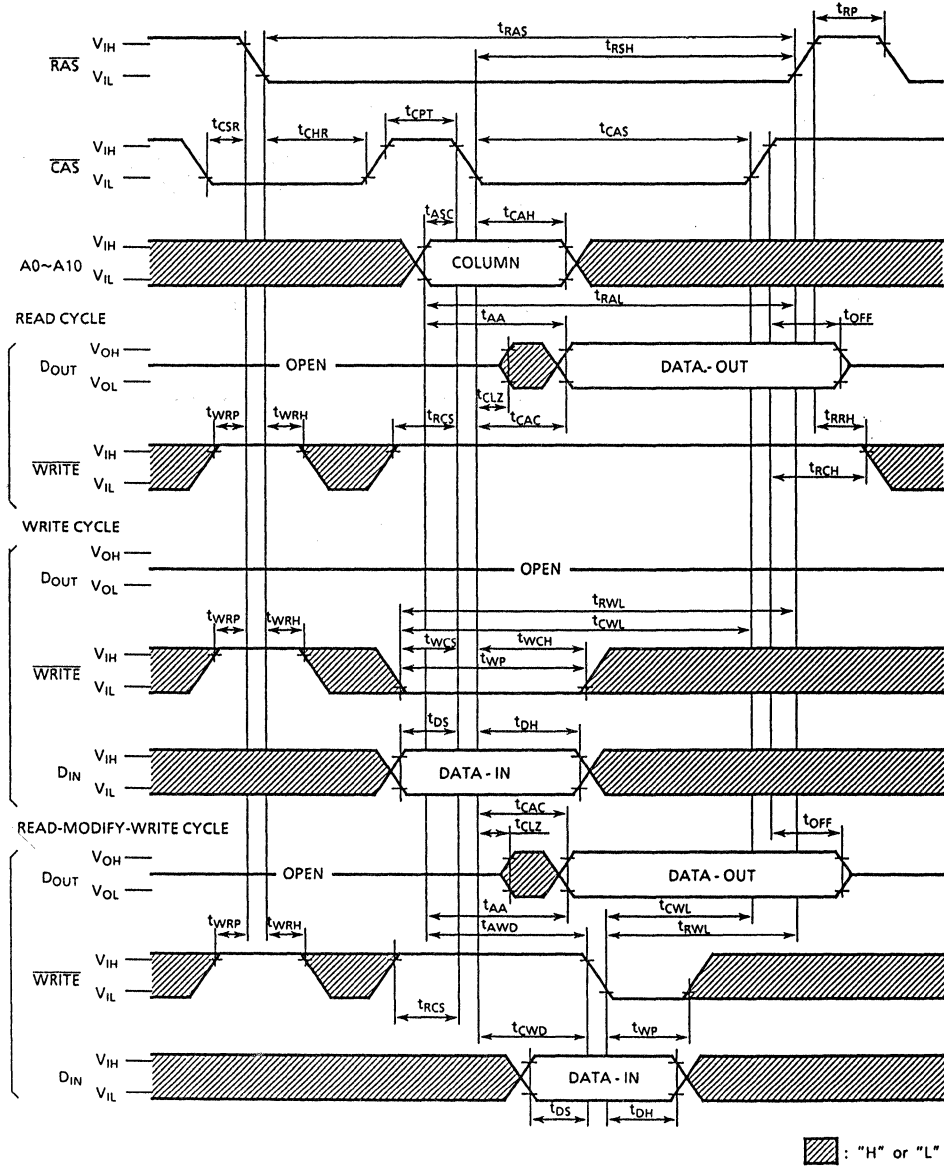 tRP
tRAS
tRSH
RAS
VIH
VIL
tCPT
tCSR
tCHR
tCAS
CAS
VIH
VIL
tASC
tCAH
A0~A10
VIH
VIL
COLUMN
tRAL
READ CYCLE
tAA
tOFF
DOUT
VOH
VOL
OPEN
DATA-OUT
tCLZ
tWRP
tWRH
tRCS
tCAC
tRRH
WRITE
VIH
VIL
tRCH
WRITE CYCLE
DOUT
VOH
VOL
OPEN
tRWL
tCWL
tWRP
tWRH
tWCS
tWCH
tWP
WRITE
VIH
VIL
tDS
tDH
DIN
VIH
VIL
DATA-IN
tCAC
READ-MODIFY-WRITE CYCLE
tCLZ
tOFF
DOUT
VOH
VOL
OPEN
DATA-OUT
tAA
tCWL
tWRP
tWRH
tAWD
tRWL
WRITE
VIH
VIL
tRCS
tCWD
tWP
DIN
VIH
VIL
DATA-IN
tDS
tDH
: "H" or "L"